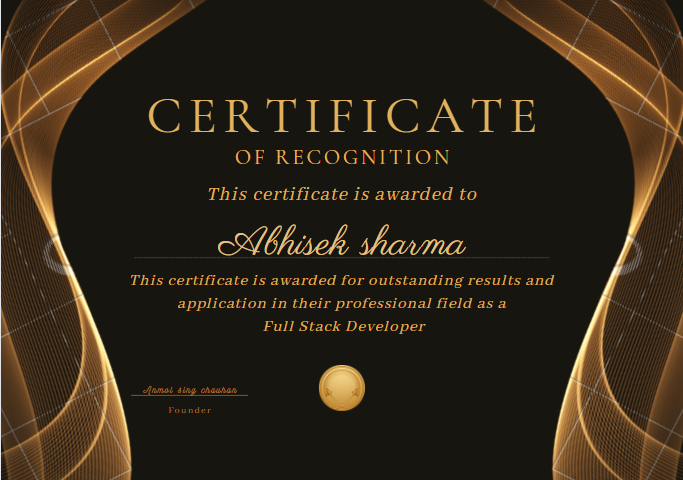 CERTIFICATE
OF RECOGNITION
This certificate is awarded to
Abhisek sharma
This certificate is awarded for outstanding results and
application in their professional field as a
Full Stack Developer
Anmol sing chauhan
Founder